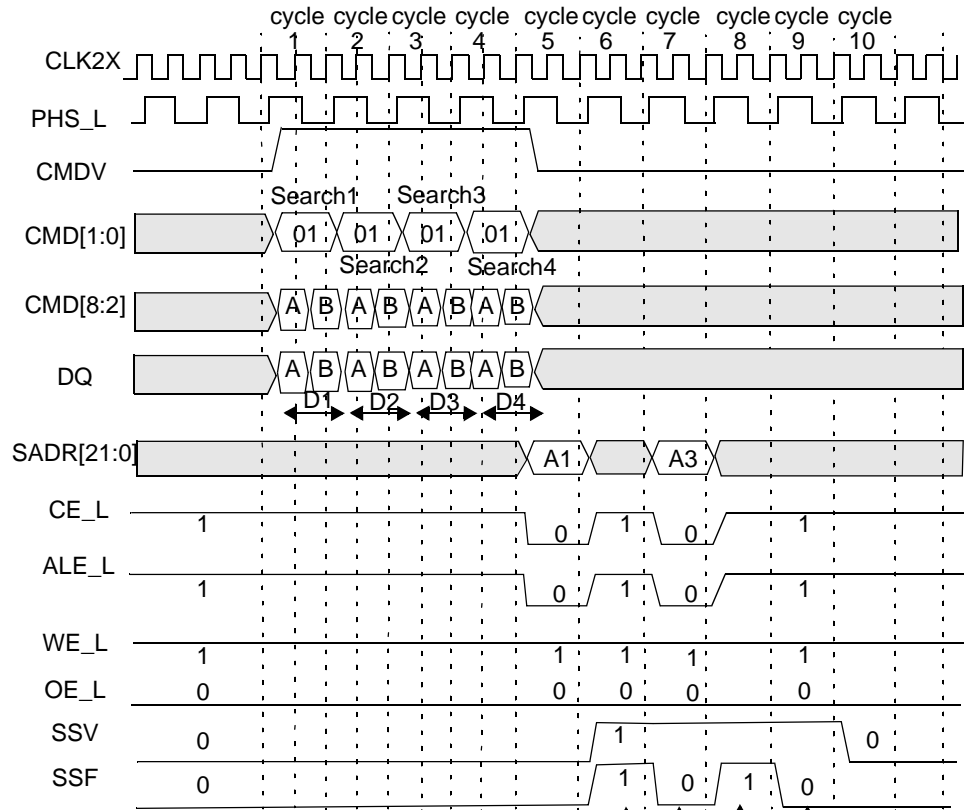 cycle cycle cycle cycle cycle cycle cycle cycle cycle cycle
1 2 3 4 5 6 7 8 9 10
CLK2X
PHS_L
CMDV
Search1 Search3
CMD[1:0] 01 01 01 01
Search2 Search4
CMD[8:2] A B A B A B A B
DQ A B A B A B A B
D1 D2 D3 D4
SADR[21:0] A1 A3
CE_L 1 0 1 0 1
ALE_L 1 0 1 0 1
WE_L 1 1 1 1 1
OE_L 0 0 0 0 0
SSV 0 1 0
SSF 0 1 0 1 0